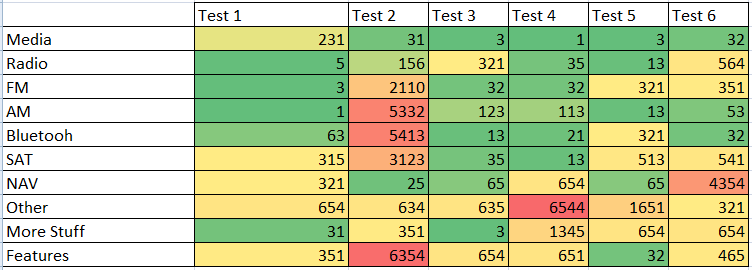 Test 1 Test 2 Test 3 Test 4 Test 5 Test 6
Media 231 31 3 1 3 32
Radio 5 156 321 35 13 564
FM 3 2110 32 32 321 351
AM 1 5332 123 113 13 53
Bluetooh 63 5413 13 21 321 32
SAT 315 3123 35 13 513 541
NAV 321 25 65 654 65 4354
Other 654 634 635 6544 1651 321
More Stuff 31 351 3 1345 654 654
Features 351 6354 654 651 32 465